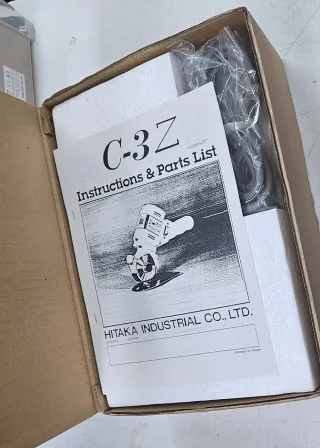 C-3Z
Instructions & Parts List
HITAKA INDUSTRIAL CO., LTD.